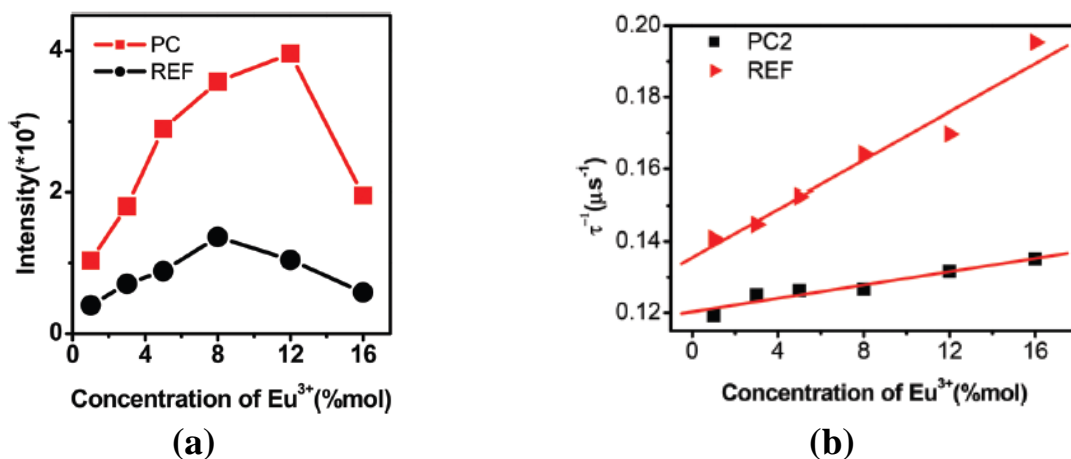 PC
REF
4
2
0
Intensity(*10⁴)
0 4 8 12 16
Concentration of Eu³⁺(%mol)
(a)
PC2
REF
0.20
0.18
0.16
0.14
0.12
τ⁻¹(μs⁻¹)
0 4 8 12 16
Concentration of Eu³⁺(%mol)
(b)